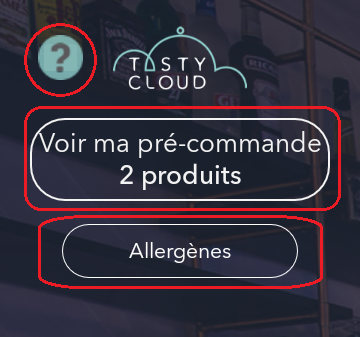 ?
TASTY
CLOUD
Voir ma pré-commande
2 produits
Allergènes